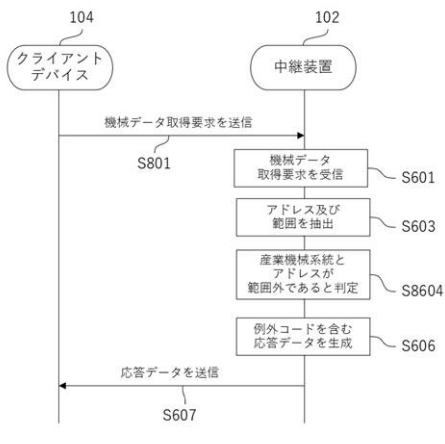 104
102
クライアント
デバイス
中継装置
機械データ取得要求を送信
S801
機械データ
取得要求を受信
S601
アドレス及び
範囲を抽出
S603
産業機械系統と
アドレスが
範囲外であると判定
S8604
例外コードを含む
応答データを生成
S606
応答データを送信
S607